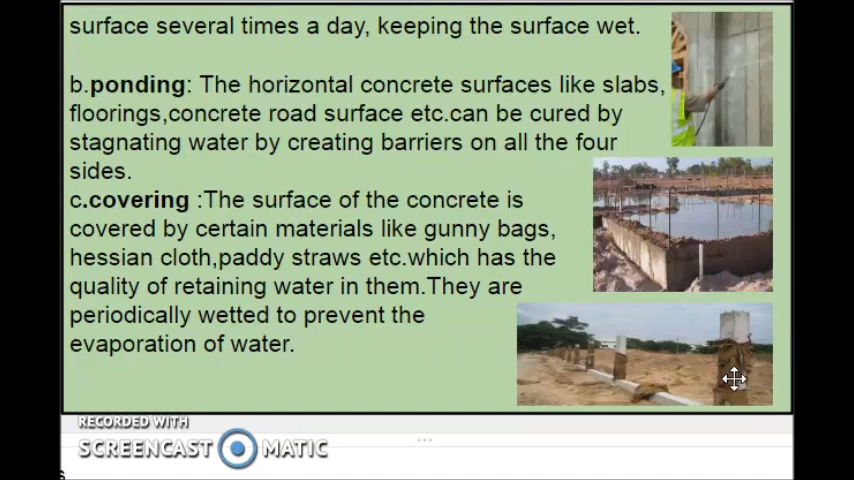 surface several times a day, keeping the surface wet.
b.ponding: The horizontal concrete surfaces like slabs,
floorings,concrete road surface etc.can be cured by
stagnating water by creating barriers on all the four
sides.
c.covering :The surface of the concrete is
covered by certain materials like gunny bags,
hessian cloth,paddy straws etc.which has the
quality of retaining water in them.They are
periodically wetted to prevent the
evaporation of water.
RECORDED WITH
SCREENCAST MATIC
s